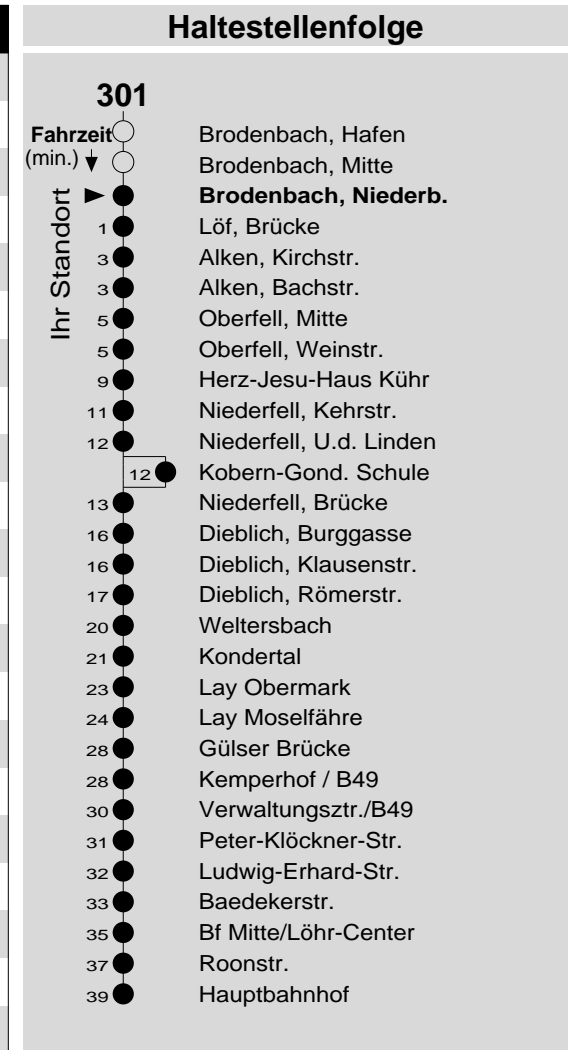 Haltestellenfolge
301
Fahrzeit
(min.)
Ihr Standort
Brodenbach, Hafen
Brodenbach, Mitte
Brodenbach, Niederb.
1 Löf, Brücke
3 Alken, Kirchstr.
3 Alken, Bachstr.
5 Oberfell, Mitte
5 Oberfell, Weinstr.
9 Herz-Jesu-Haus Kühr
11 Niederfell, Kehrstr.
12 Niederfell, U.d. Linden
12 Kobern-Gond. Schule
13 Niederfell, Brücke
16 Dieblich, Burggasse
16 Dieblich, Klausenstr.
17 Dieblich, Römerstr.
20 Weltersbach
21 Kondertal
23 Lay Obermark
24 Lay Moselfähre
28 Gülser Brücke
28 Kemperhof / B49
30 Verwaltungsztr./B49
31 Peter-Klöckner-Str.
32 Ludwig-Erhard-Str.
33 Baedekerstr.
35 Bf Mitte/Löhr-Center
37 Roonstr.
39 Hauptbahnhof